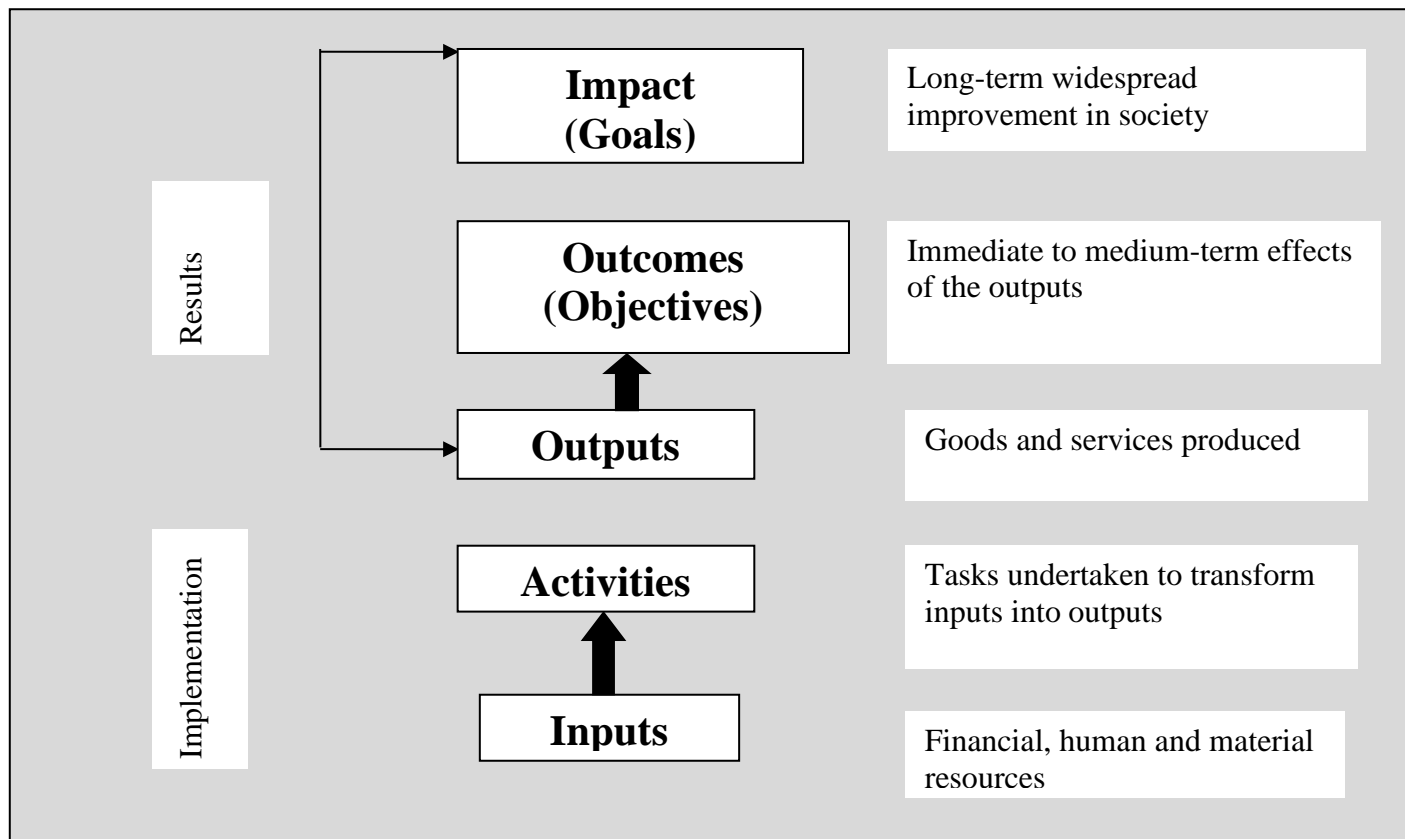 Impact
(Goals)
Long-term widespread
improvement in society
Results
Outcomes
(Objectives)
Immediate to medium-term effects
of the outputs
Outputs
Goods and services produced
Implementation
Activities
Tasks undertaken to transform
inputs into outputs
Inputs
Financial, human and material
resources